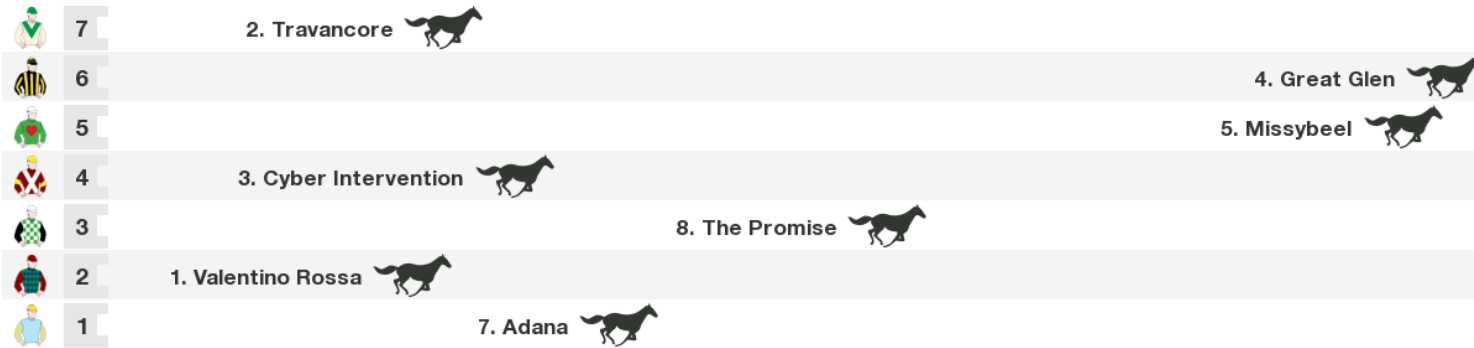 7 2. Travancore
6 4. Great Glen
5 5. Missybeel
4 3. Cyber Intervention
3 8. The Promise
2 1. Valentino Rossa
1 7. Adana